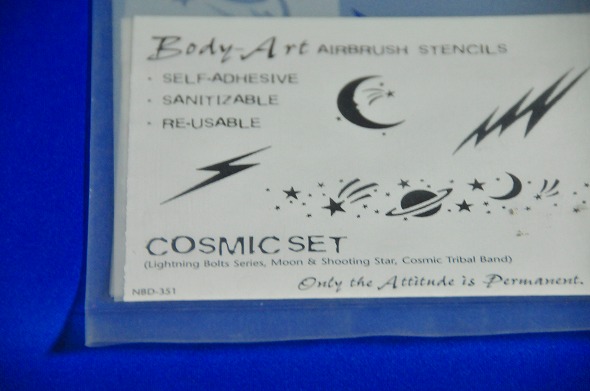 Body-Art AIRBRUSH STENCILS
· SELF-ADHESIVE
· SANITIZABLE
· RE-USABLE
COSMIC SET
(Lightning Bolts Series, Moon & Shooting Star, Cosmic Tribal Band)
Only the Attitude is Permanent.
NBD-351